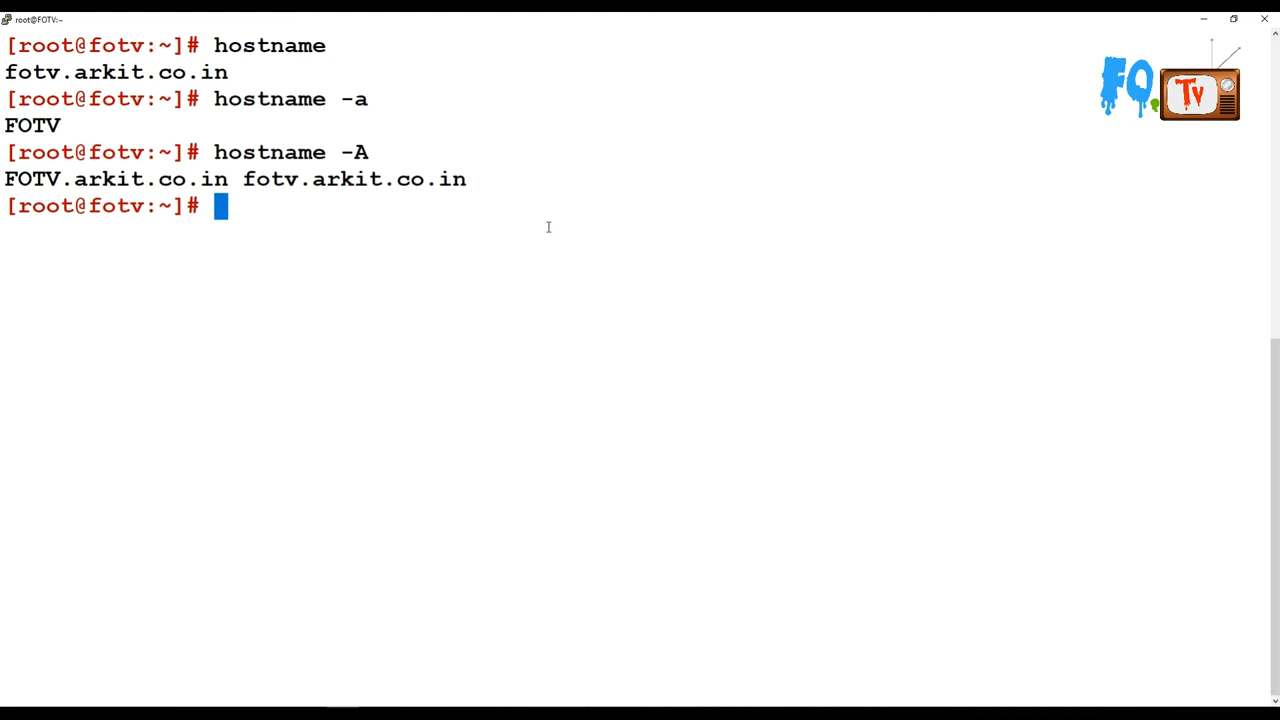 root@FOTV:~
[root@fotv:~]# hostname
fotv.arkit.co.in
[root@fotv:~]# hostname -a
FOTV
[root@fotv:~]# hostname -A
FOTV.arkit.co.in fotv.arkit.co.in
[root@fotv:~]#
FO.
Tv